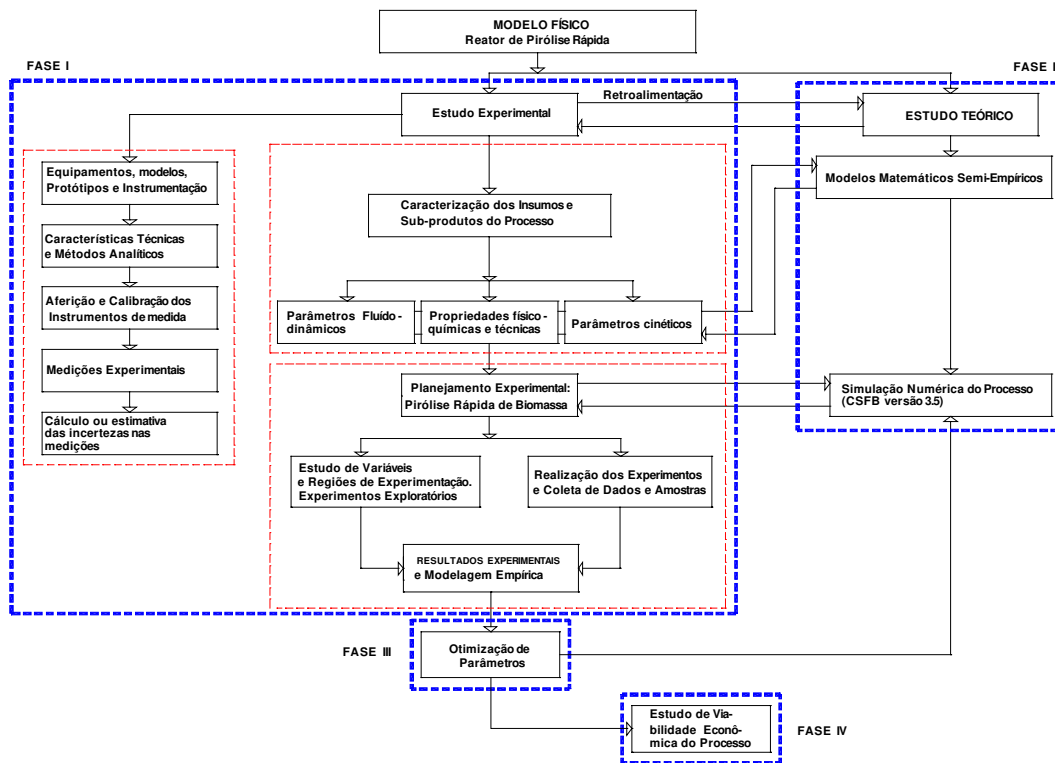 MODELO FÍSICO
Reator de Pirólise Rápida
FASE I
FASE I
Retroalimentação
Estudo Experimental
ESTUDO TEÓRICO
Equipamentos, modelos,
Protótipos e Instrumentação
Modelos Matemáticos Semi-Empíricos
Caracterização dos Insumos e
Sub-produtos do Processo
Características Técnicas
e Métodos Analíticos
Aferição e Calibração dos
Instrumentos de medida
Parâmetros Fluído-
dinâmicos
Propriedades físico-
químicas e técnicas
Parâmetros cinéticos
Medições Experimentais
Planejamento Experimental:
Pirólise Rápida de Biomassa
Simulação Numérica do Processo
(CSFB versão 3.5)
Cálculo ou estimativa
das incertezas nas
medições
Estudo de Variáveis
e Regiões de Experimentação.
Experimentos Exploratórios
Realização dos Experimentos
e Coleta de Dados e Amostras
RESULTADOS EXPERIMENTAIS
e Modelagem Empírica
FASE III
Otimização de
Parâmetros
Estudo de Via-
bilidade Econô-
mica do Processo
FASE IV